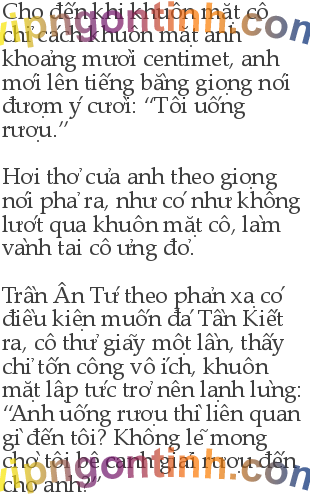 Cho đến khi khuôn mặt cô
chỉ cách khuôn mặt anh
khoảng mười centimet, anh
mới lên tiếng bằng giọng nói
đượm ý cười: “Tôi uống
rượu.”
Hơi thở của anh theo giọng
nói phả ra, như có như không
lướt qua khuôn mặt cô, làm
vành tai cô ửng đỏ.
Trần Ân Tứ theo phản xạ có
điều kiện muốn đá Tần Kiết
ra, cô thử giãy một lần, thấy
chỉ tốn công vô ích, khuôn
mặt lập tức trở nên lạnh lùng:
“Anh uống rượu thì liên quan
gì đến tôi? Không lẽ mong
chờ tôi bê canh giải rượu đến
cho anh?”
vipngontinh.com
vipngontinh.com